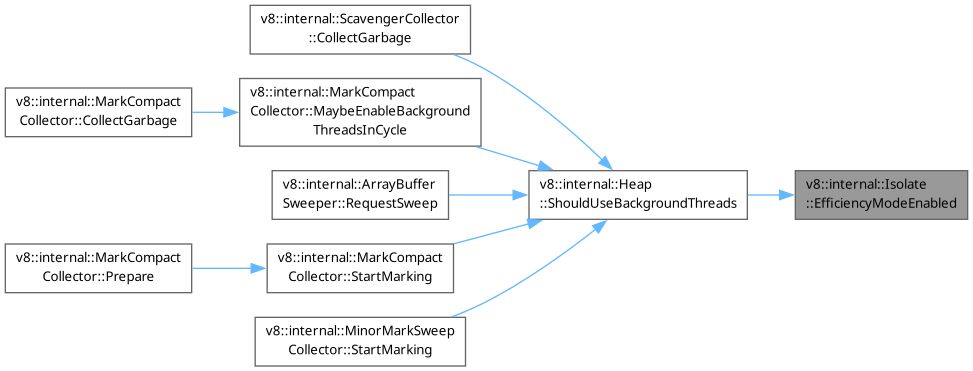 v8::internal::ScavengerCollector
::CollectGarbage
v8::internal::MarkCompact
Collector::CollectGarbage
v8::internal::MarkCompact
Collector::MaybeEnableBackground
ThreadsInCycle
v8::internal::ArrayBuffer
Sweeper::RequestSweep
v8::internal::Heap
::ShouldUseBackgroundThreads
v8::internal::Isolate
::EfficiencyModeEnabled
v8::internal::MarkCompact
Collector::Prepare
v8::internal::MarkCompact
Collector::StartMarking
v8::internal::MinorMarkSweep
Collector::StartMarking